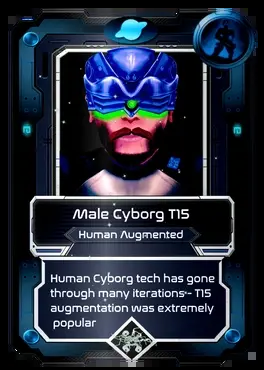 Male Cyborg T15
Human Augmented
Human Cyborg tech has gone
through many iterations - T15
augmentation was extremely
popular